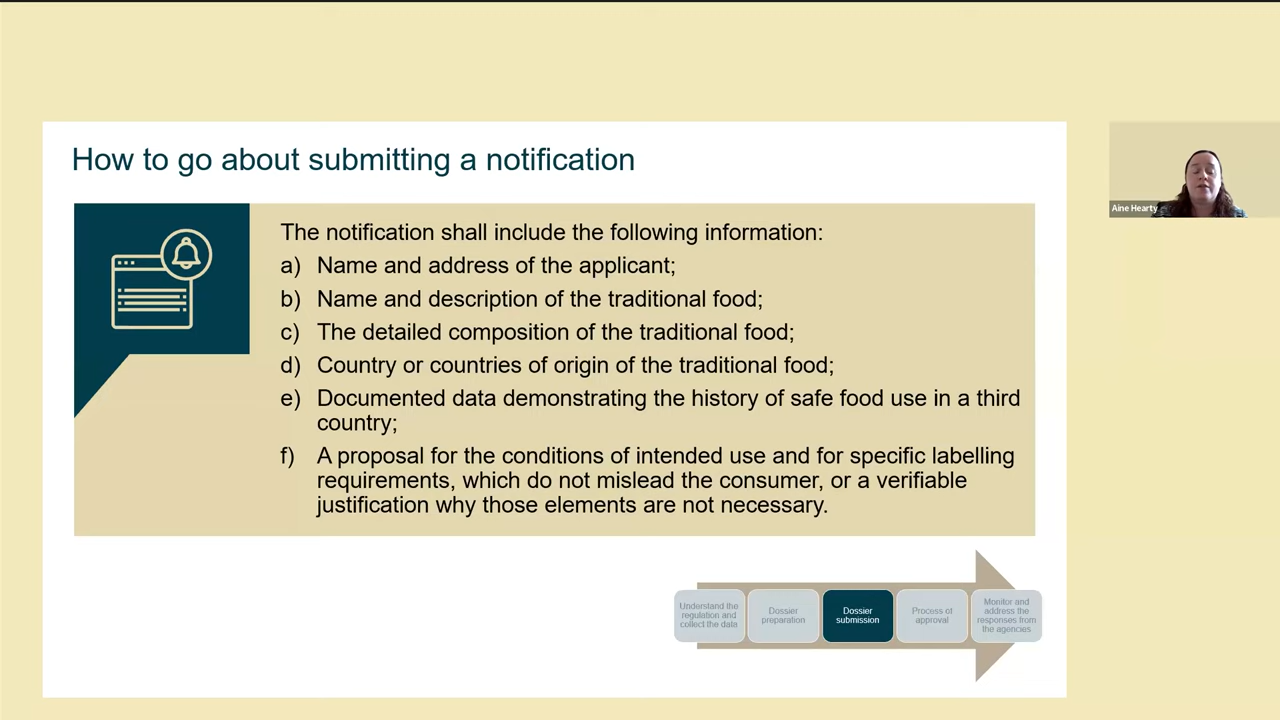 How to go about submitting a notification
Aine Hearty
The notification shall include the following information:
a) Name and address of the applicant;
b) Name and description of the traditional food;
c) The detailed composition of the traditional food;
d) Country or countries of origin of the traditional food;
e) Documented data demonstrating the history of safe food use in a third
country;
f) A proposal for the conditions of intended use and for specific labelling
requirements, which do not mislead the consumer, or a verifiable
justification why those elements are not necessary.
Understand the
regulation and
collect the data
Dossier
preparation
Dossier
submission
Process of
approval
Monitor and
address the
responses from
the agencies